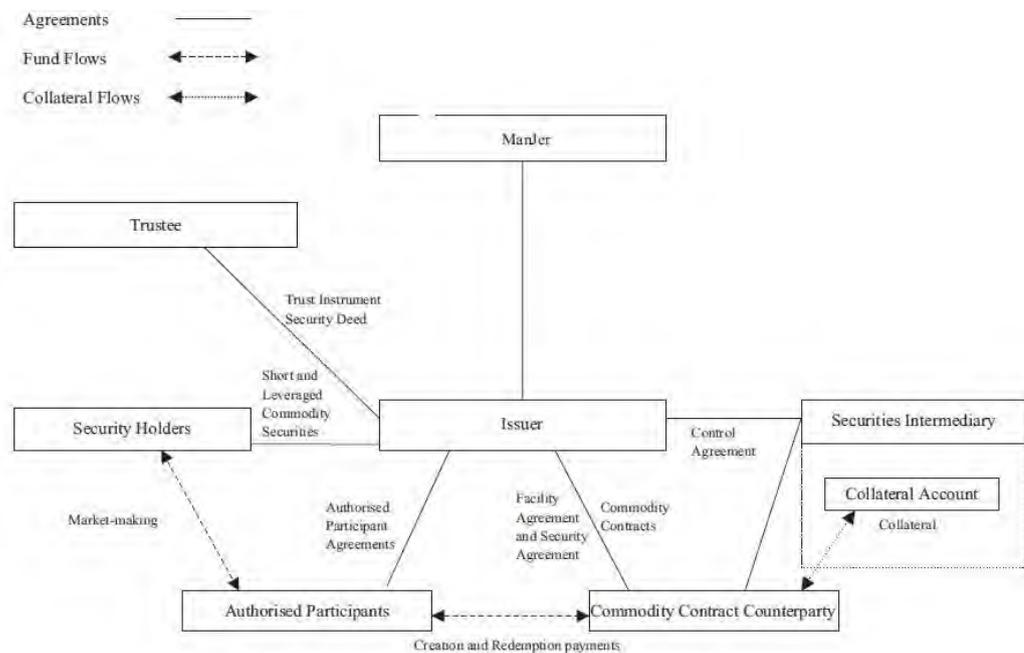 Agreements
Fund Flows
Collateral Flows
ManJer
Trustee
Trust Instrument
Security Deed
Short and
Leveraged
Commodity
Securities
Security Holders
Issuer
Control
Agreement
Securities Intermediary
Collateral Account
Collateral
Market-making
Authorised
Participant
Agreements
Facility
Agreement
and Security
Agreement
Commodity
Contracts
Authorised Participants
Commodity Contract Counterparty
Creation and Redemption payments